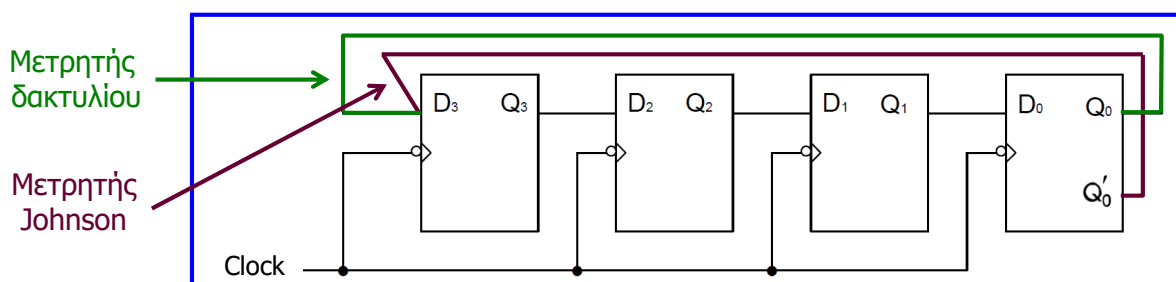 Μετρητής
δακτυλίου
Μετρητής
Johnson
D₃ Q₃ D₂ Q₂ D₁ Q₁ D₀ Q₀
Q₀′
Clock